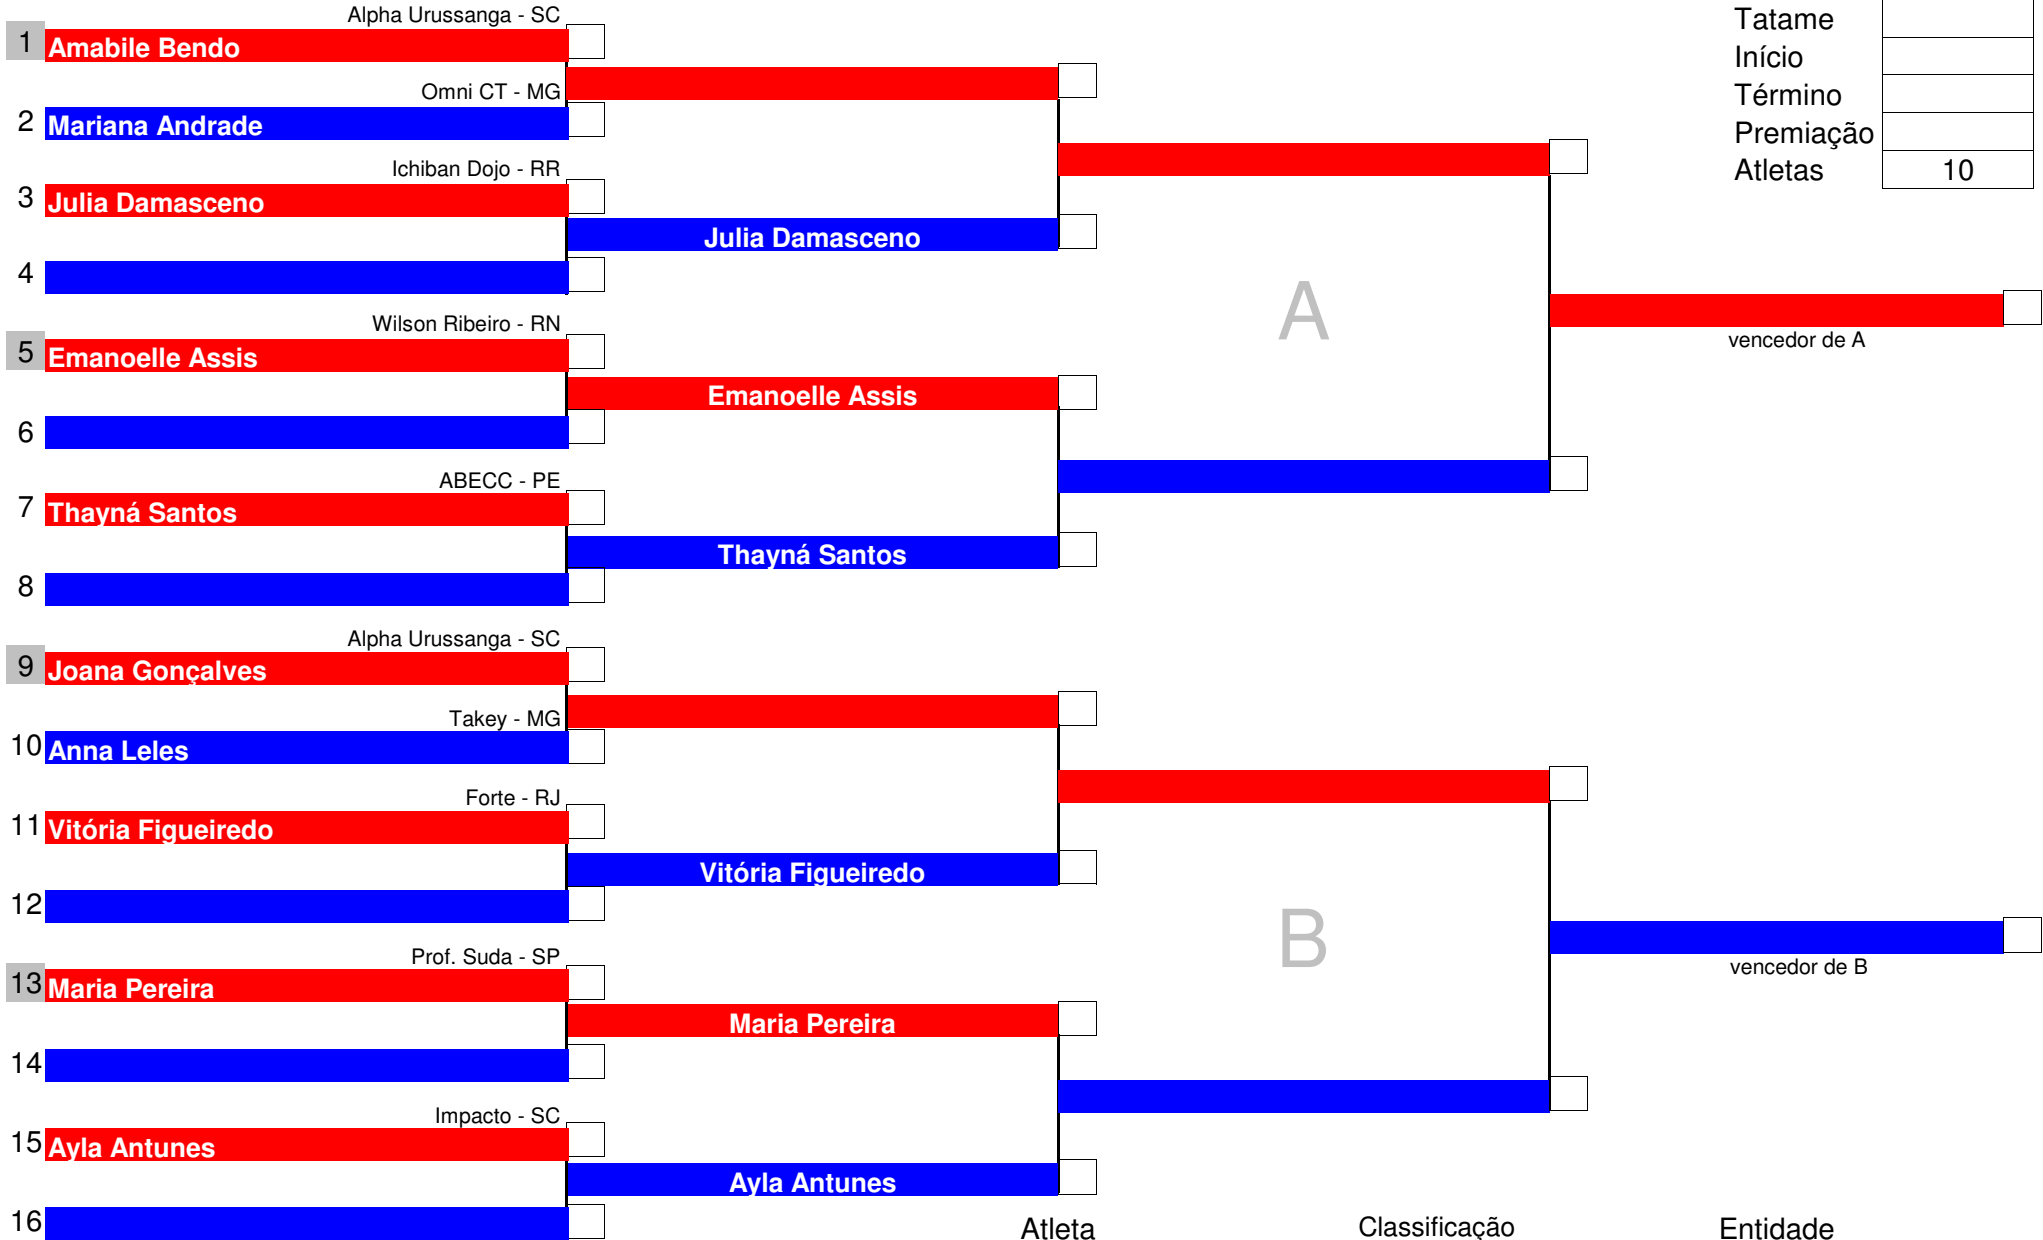 Alpha Urussanga - SC
1 Amabile Bendo
Omni CT - MG
2 Mariana Andrade
Ichiban Dojo - RR
3 Julia Damasceno
Julia Damasceno
4
Wilson Ribeiro - RN
5 Emanoelle Assis
Emanoelle Assis
6
ABECC - PE
7 Thayná Santos
Thayná Santos
8
Alpha Urussanga - SC
9 Joana Gonçalves
Takey - MG
10 Anna Leles
Forte - RJ
11 Vitória Figueiredo
Vitória Figueiredo
12
Prof. Suda - SP
13 Maria Pereira
Maria Pereira
14
Impacto - SC
15 Ayla Antunes
Ayla Antunes
16
A
B
vencedor de A
vencedor de B
Tatame
Início
Término
Premiação
Atletas 10
Atleta Classificação Entidade